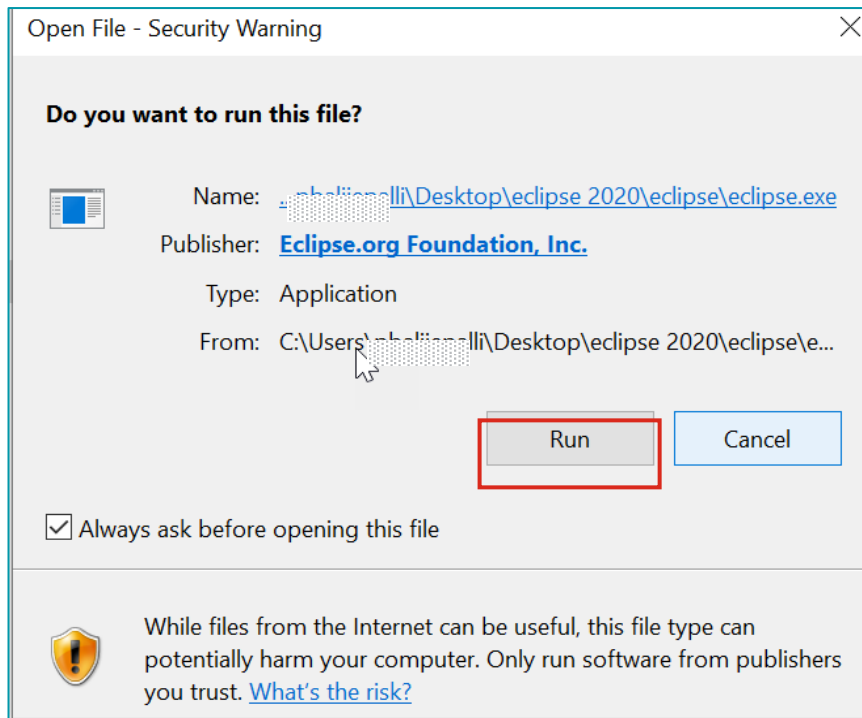 Open File - Security Warning
Do you want to run this file?
Name: ...lli\Desktop\eclipse 2020\eclipse\eclipse.exe
Publisher: Eclipse.org Foundation, Inc.
Type: Application
From: C:\Users\lli\Desktop\eclipse 2020\eclipse\e...
Run Cancel
Always ask before opening this file
While files from the Internet can be useful, this file type can
potentially harm your computer. Only run software from publishers
you trust. What's the risk?